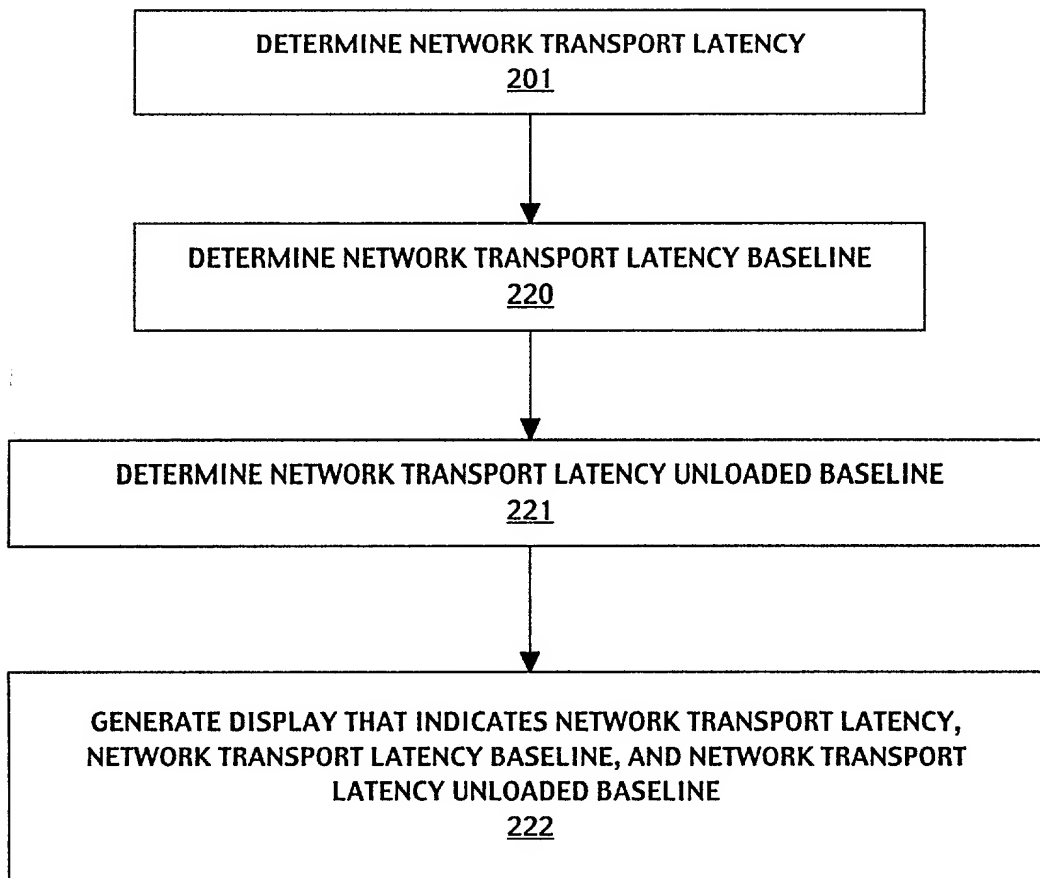 DETERMINE NETWORK TRANSPORT LATENCY
201
DETERMINE NETWORK TRANSPORT LATENCY BASELINE
220
DETERMINE NETWORK TRANSPORT LATENCY UNLOADED BASELINE
221
GENERATE DISPLAY THAT INDICATES NETWORK TRANSPORT LATENCY,
NETWORK TRANSPORT LATENCY BASELINE, AND NETWORK TRANSPORT
LATENCY UNLOADED BASELINE
222